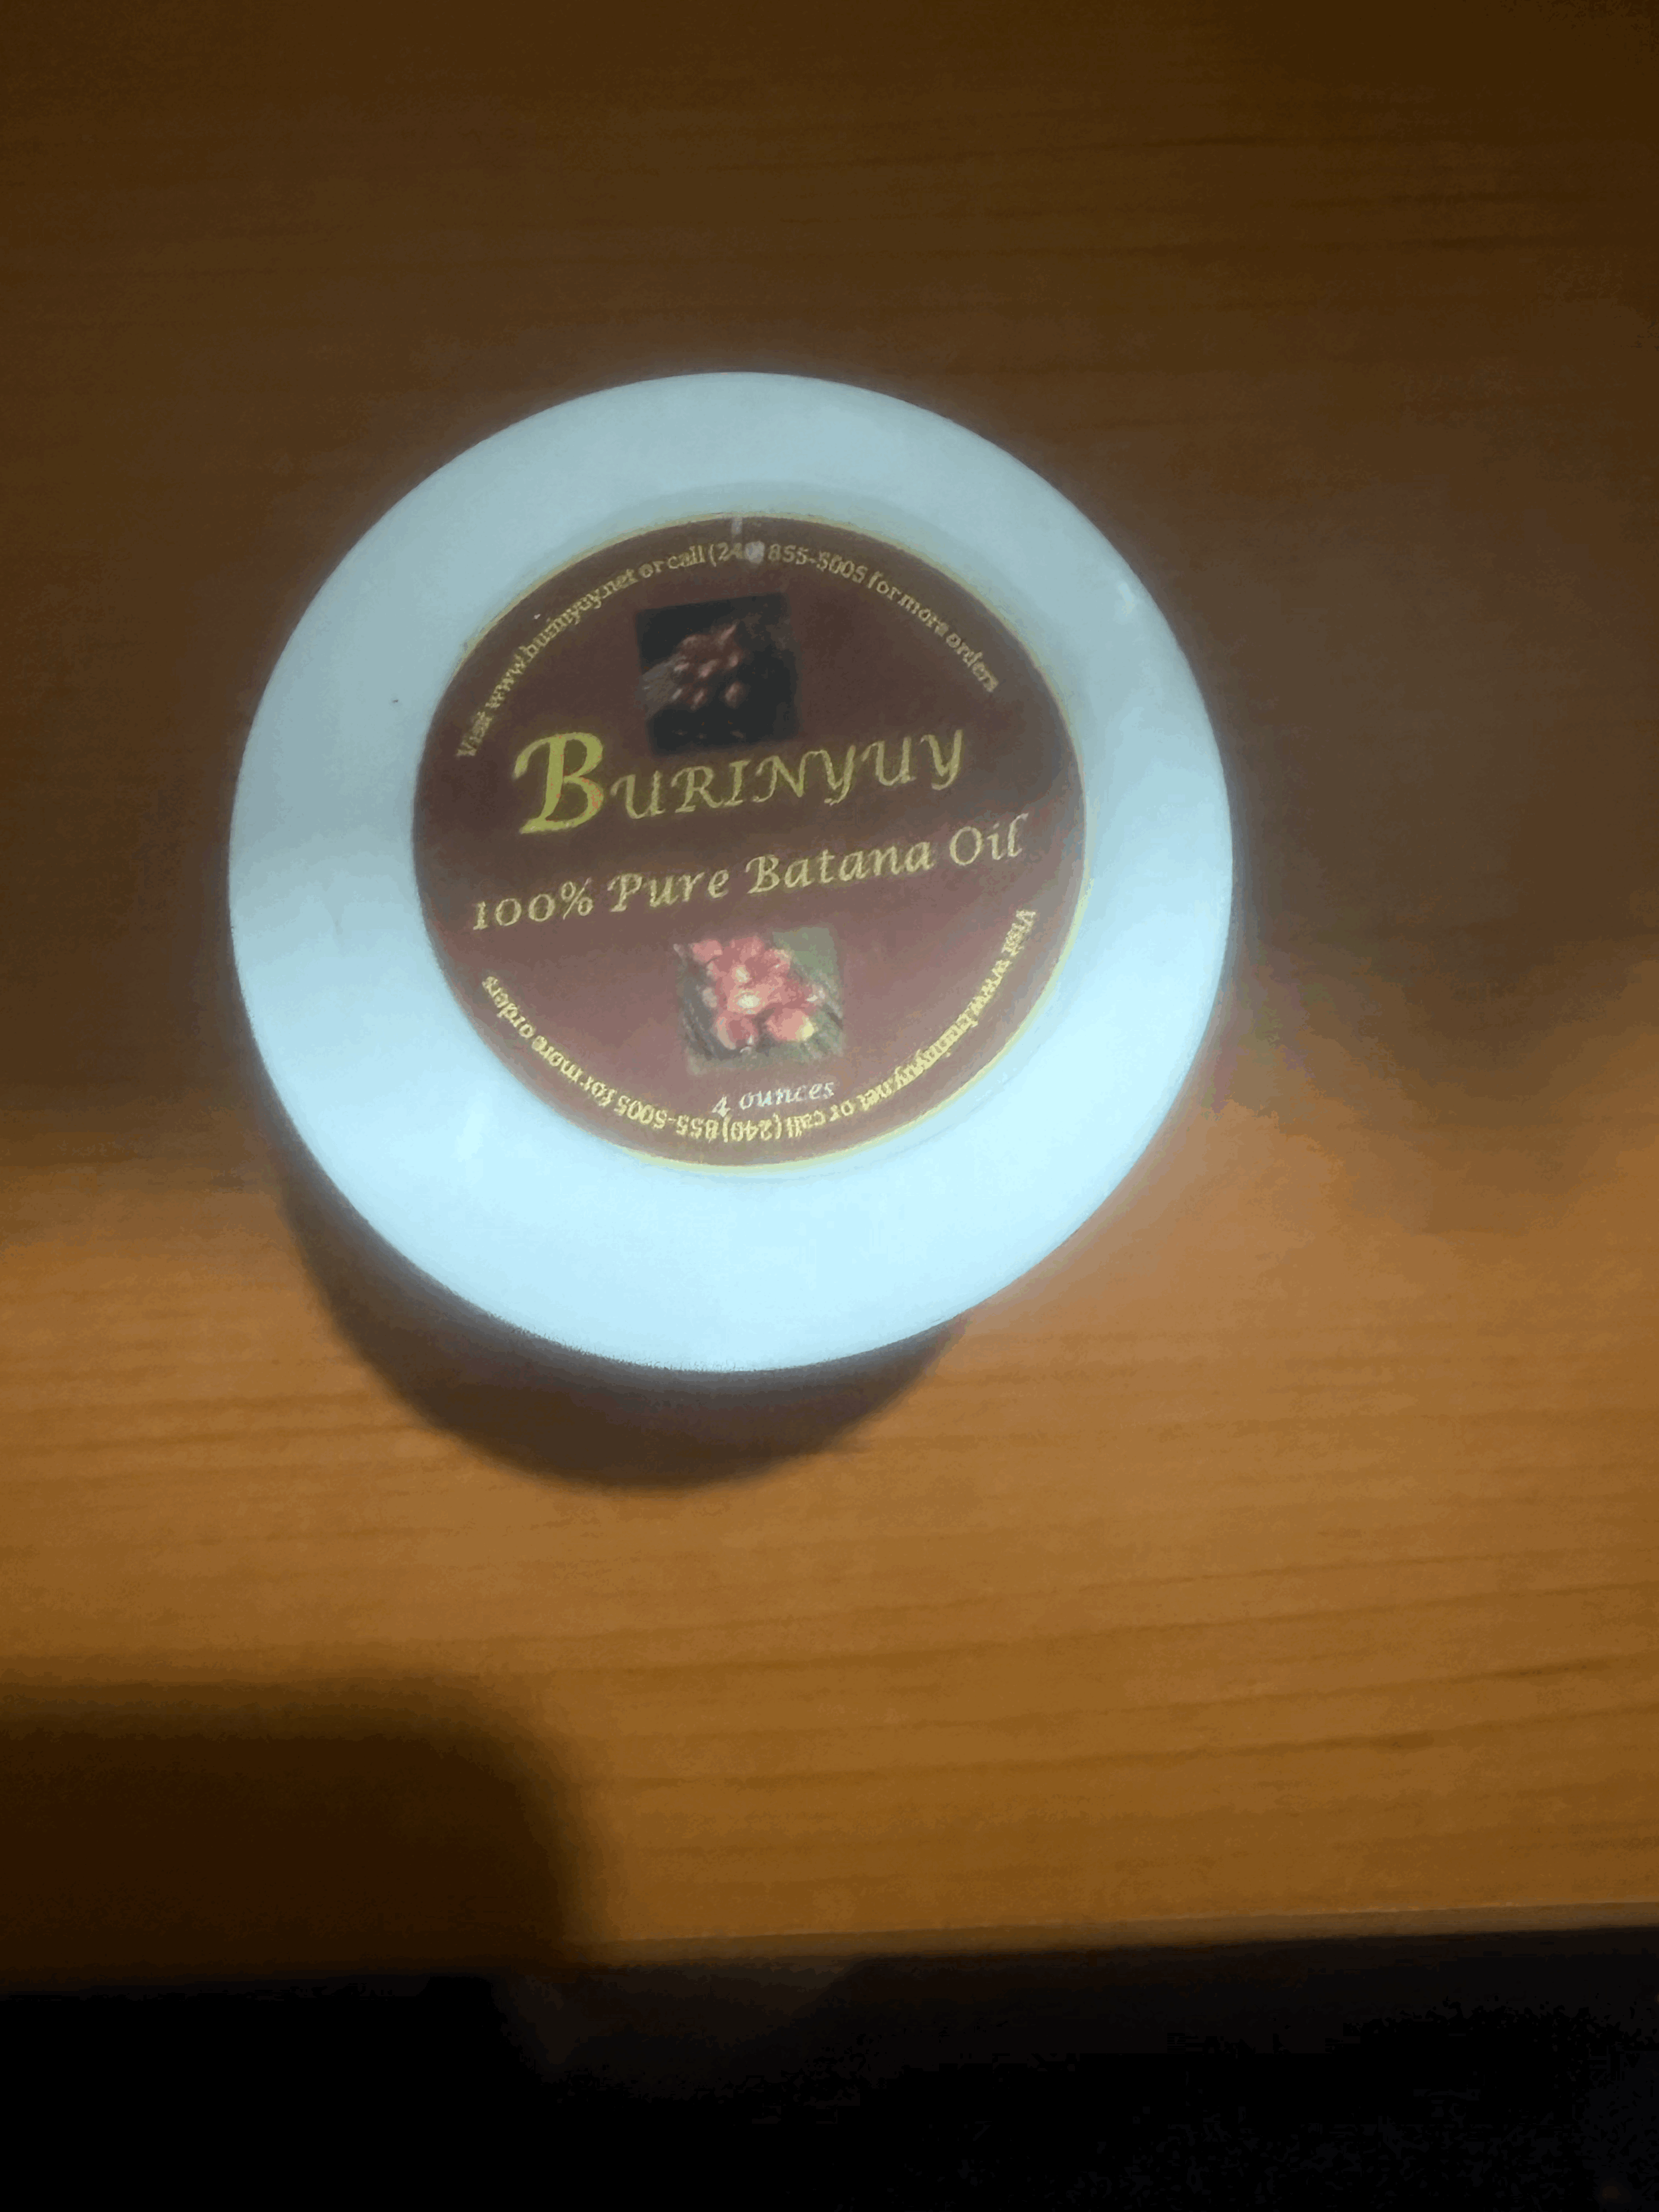 Visit www.burinyuy.net or call (240) 855-5005 for more orders
BURINYUY
100% Pure Batana Oil
4 ounces
Visit www.burinyuy.net or call (240) 855-5005 for more orders